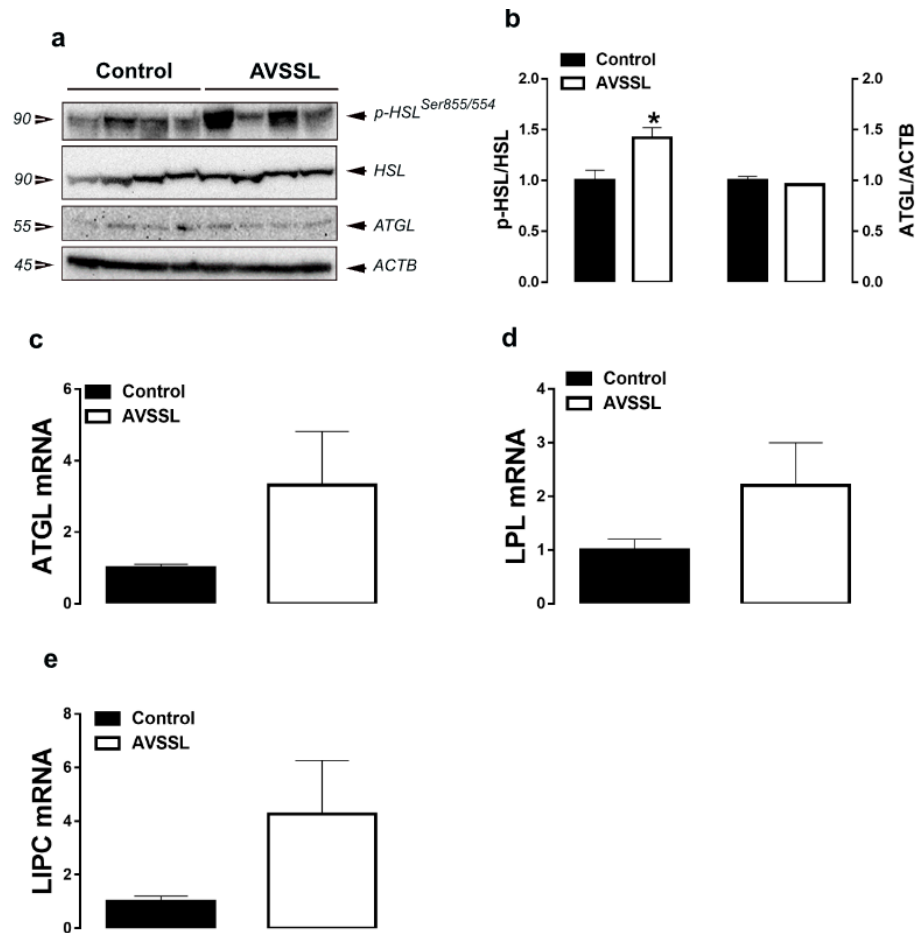 a
Control AVSSL
90 p-HSL Ser855/554
90 HSL
55 ATGL
45 ACTB
b
Control
AVSSL
p-HSL/HSL
2.0
1.5
1.0
0.5
0.0
*
2.0
1.5
1.0
0.5
0.0
ATGL/ACTB
c
Control
AVSSL
ATGL mRNA
6
4
2
0
d
Control
AVSSL
LPL mRNA
4
3
2
1
0
e
Control
AVSSL
LIPC mRNA
8
6
4
2
0